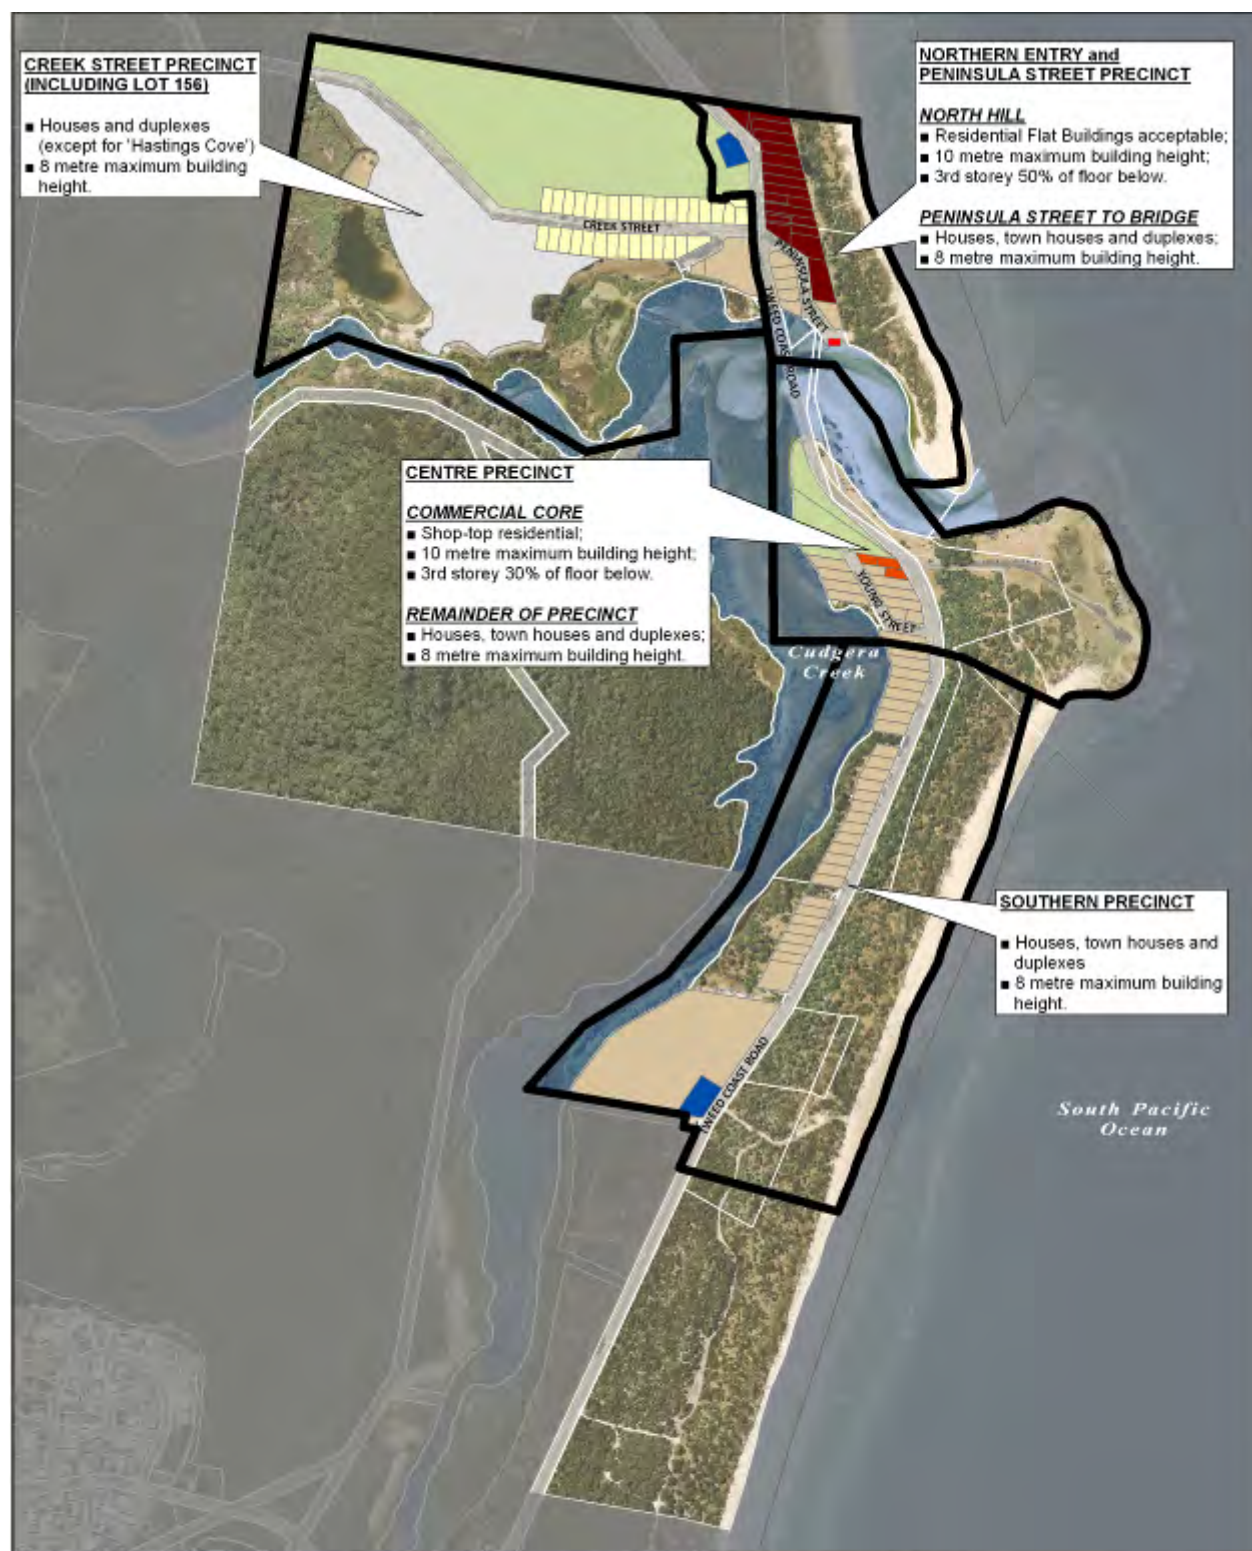 CREEK STREET PRECINCT
(INCLUDING LOT 156)
■ Houses and duplexes
(except for 'Hastings Cove')
■ 8 metre maximum building
height.
NORTHERN ENTRY and
PENINSULA STREET PRECINCT
NORTH HILL
■ Residential Flat Buildings acceptable;
■ 10 metre maximum building height;
■ 3rd storey 50% of floor below.
PENINSULA STREET TO BRIDGE
■ Houses, town houses and duplexes;
■ 8 metre maximum building height.
CREEK STREET
PENINSULA STREET
TWEED COAST ROAD
CENTRE PRECINCT
COMMERCIAL CORE
■ Shop-top residential;
■ 10 metre maximum building height;
■ 3rd storey 30% of floor below.
REMAINDER OF PRECINCT
■ Houses, town houses and duplexes;
■ 8 metre maximum building height.
YOUNG STREET
Cudgera
Creek
SOUTHERN PRECINCT
■ Houses, town houses and
duplexes
■ 8 metre maximum building
height.
TWEED COAST ROAD
South Pacific
Ocean